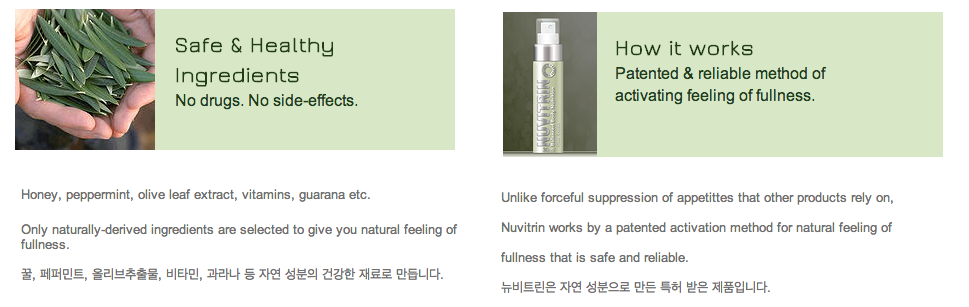 Safe & Healthy
Ingredients
No drugs. No side-effects.
Honey, peppermint, olive leaf extract, vitamins, guarana etc.
Only naturally-derived ingredients are selected to give you natural feeling of
fullness.
꿀, 페퍼민트, 올리브추출물, 비타민, 과라나 등 자연 성분의 건강한 재료로 만듭니다.
How it works
Patented & reliable method of
activating feeling of fullness.
NUVITRIN
Unlike forceful suppression of appetittes that other products rely on,
Nuvitrin works by a patented activation method for natural feeling of
fullness that is safe and reliable.
뉴비트린은 자연 성분으로 만든 특허 받은 제품입니다.